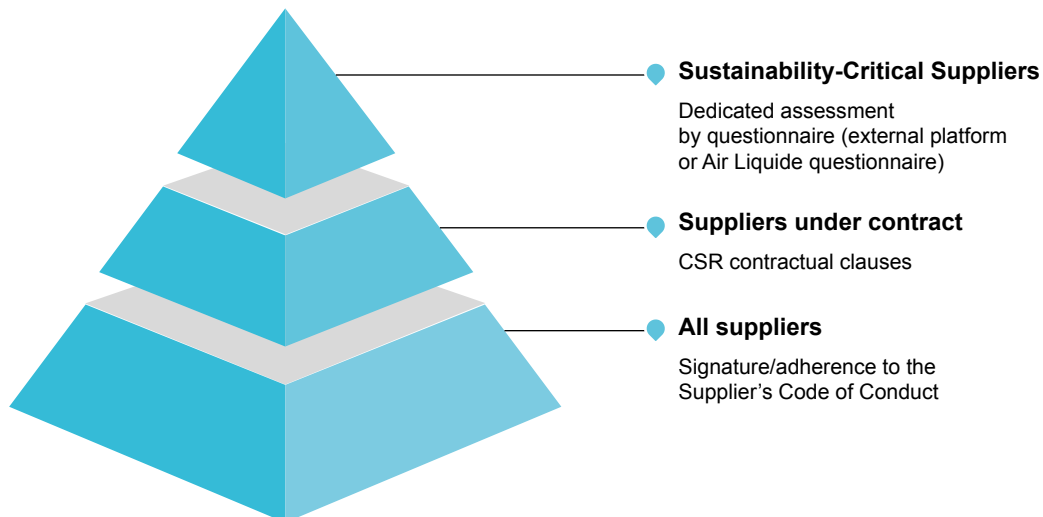 Sustainability-Critical Suppliers
Dedicated assessment
by questionnaire (external platform
or Air Liquide questionnaire)
Suppliers under contract
CSR contractual clauses
All suppliers
Signature/adherence to the
Supplier’s Code of Conduct